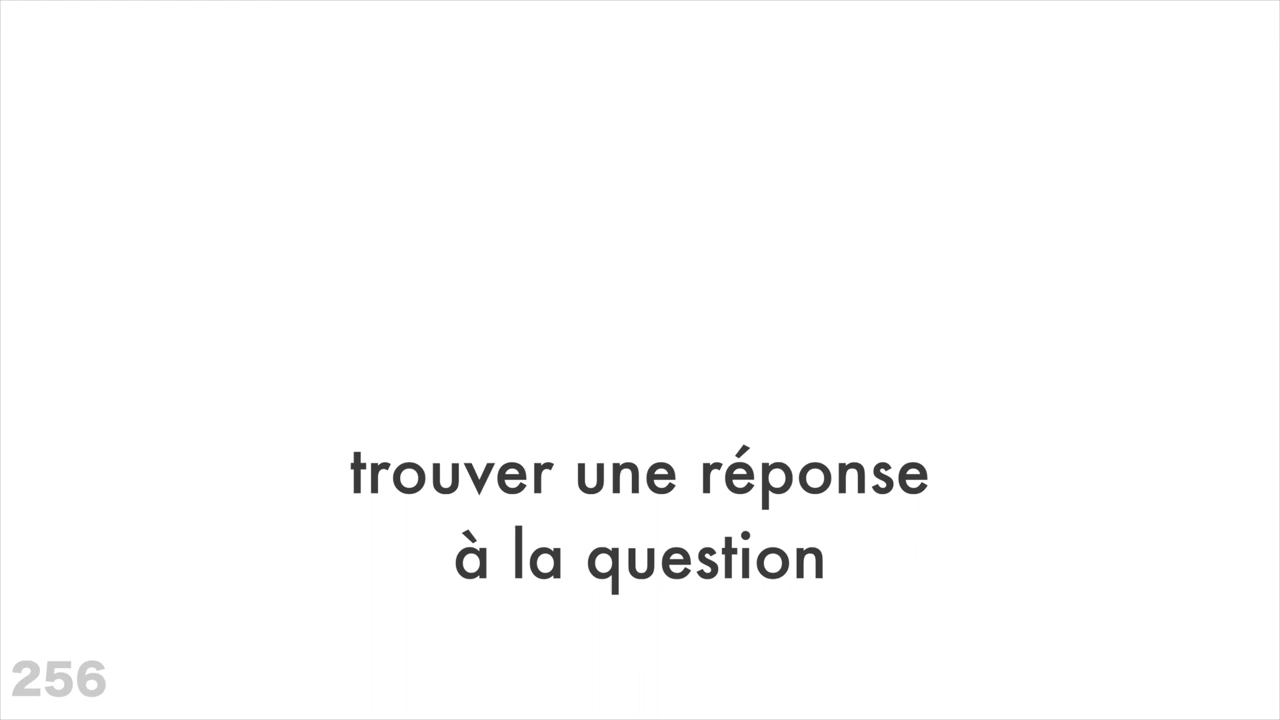 trouver une réponse
à la question
256